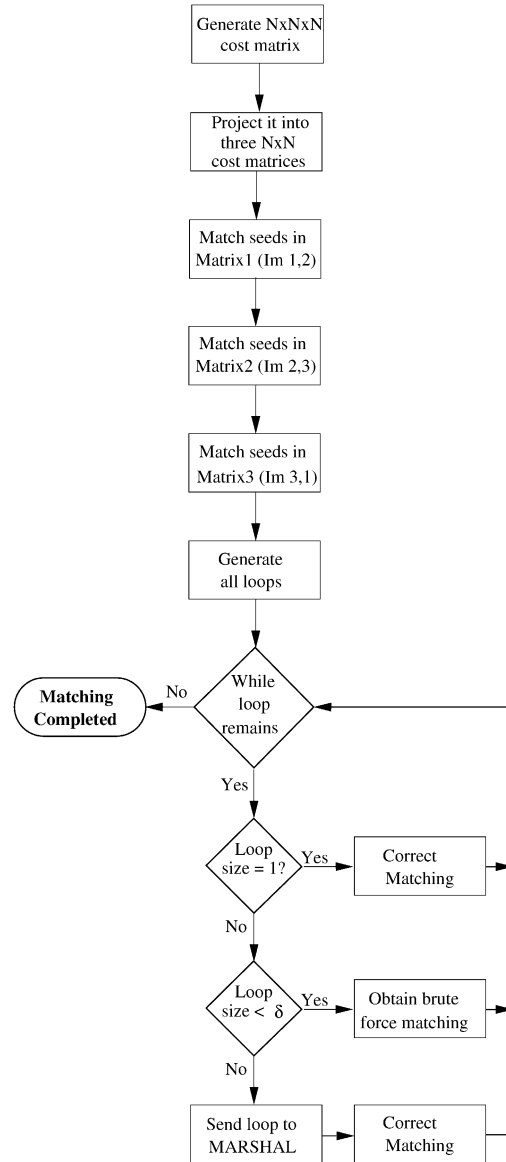 Generate NxNxN
cost matrix
Project it into
three NxN
cost matrices
Match seeds in
Matrix1 (Im 1,2)
Match seeds in
Matrix2 (Im 2,3)
Match seeds in
Matrix3 (Im 3,1)
Generate
all loops
While
loop
remains
No
Matching
Completed
Yes
Loop
size = 1?
Yes
Correct
Matching
No
Loop
size < δ
Yes
Obtain brute
force matching
No
Send loop to
MARSHAL
Correct
Matching